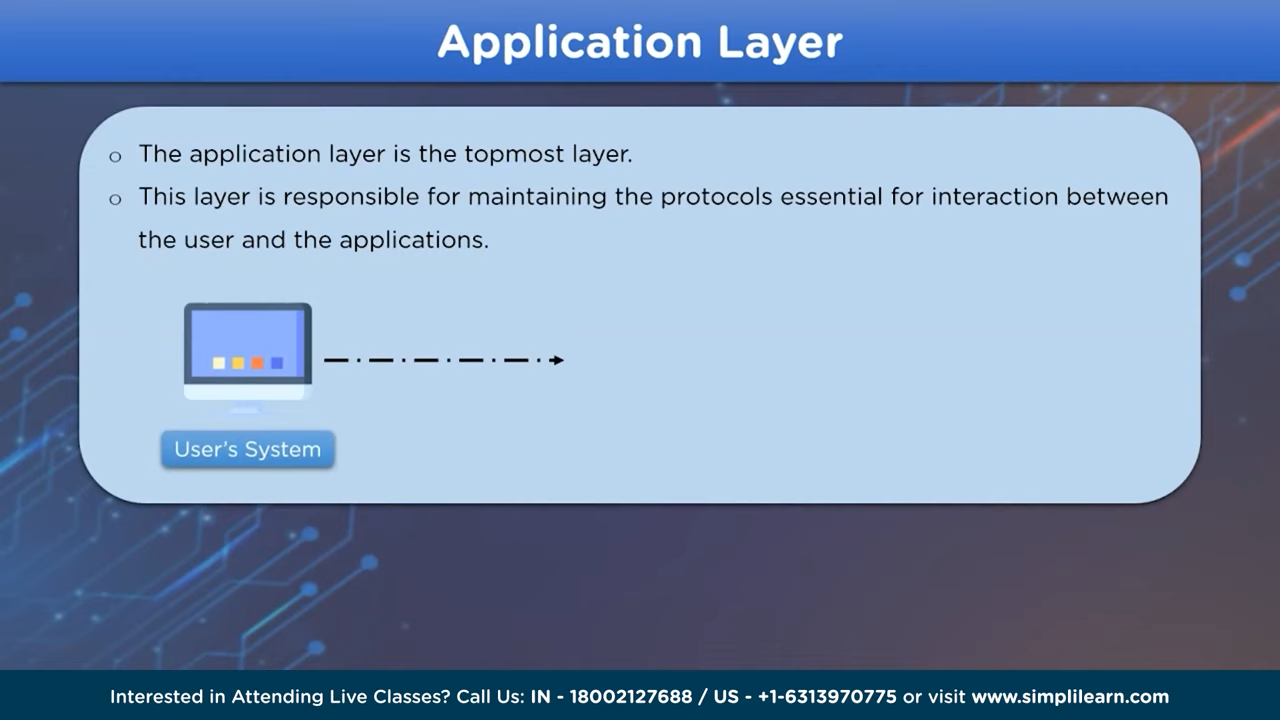 Application Layer
o The application layer is the topmost layer.
o This layer is responsible for maintaining the protocols essential for interaction between
the user and the applications.
User’s System
Interested in Attending Live Classes? Call Us: IN - 18002127688 / US - +1-6313970775 or visit www.simplilearn.com